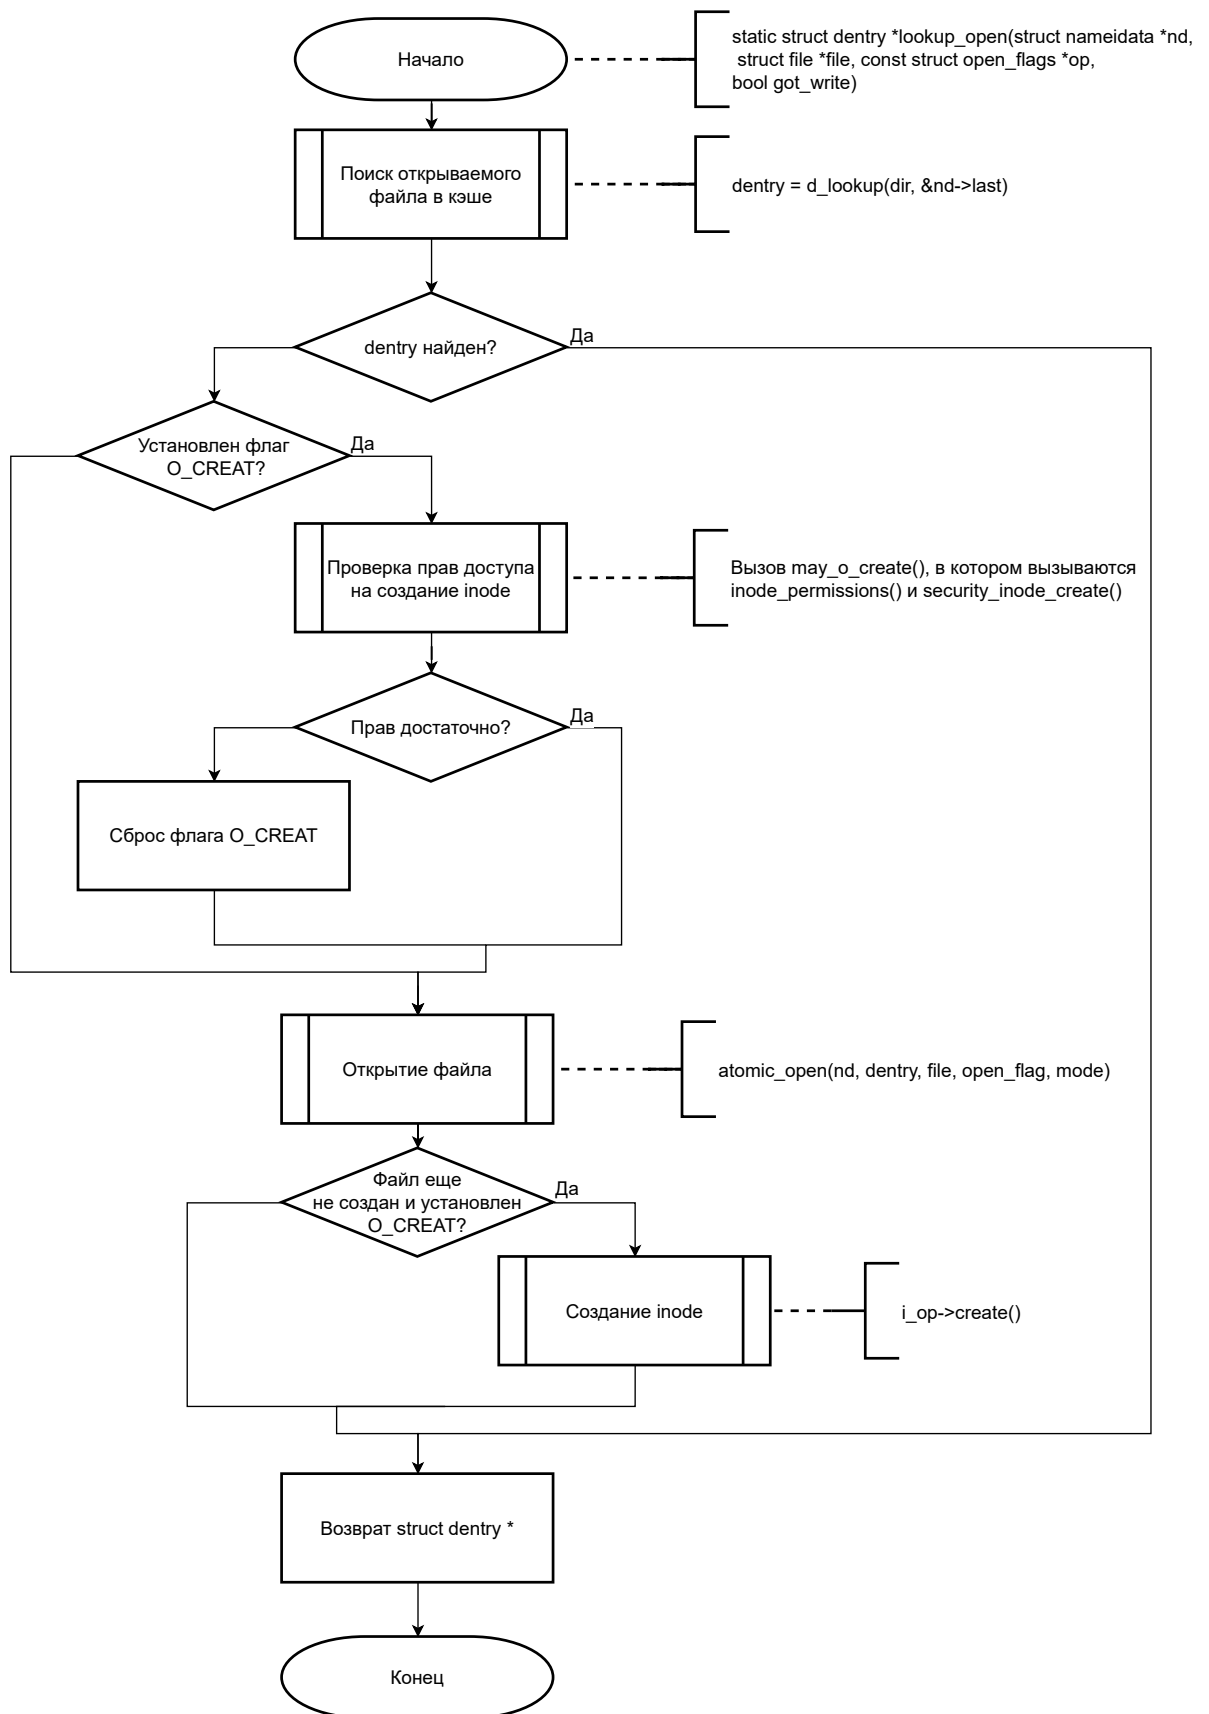 Начало
static struct dentry *lookup_open(struct nameidata *nd,
struct file *file, const struct open_flags *op,
bool got_write)
Поиск открываемого
файла в кэше
dentry = d_lookup(dir, &nd->last)
dentry найден?
Да
Установлен флаг
O_CREAT?
Да
Проверка прав доступа
на создание inode
Вызов may_o_create(), в котором вызываются
inode_permissions() и security_inode_create()
Прав достаточно?
Да
Сброс флага O_CREAT
Открытие файла
atomic_open(nd, dentry, file, open_flag, mode)
Файл еще
не создан и установлен
O_CREAT?
Да
Создание inode
i_op->create()
Возврат struct dentry *
Конец